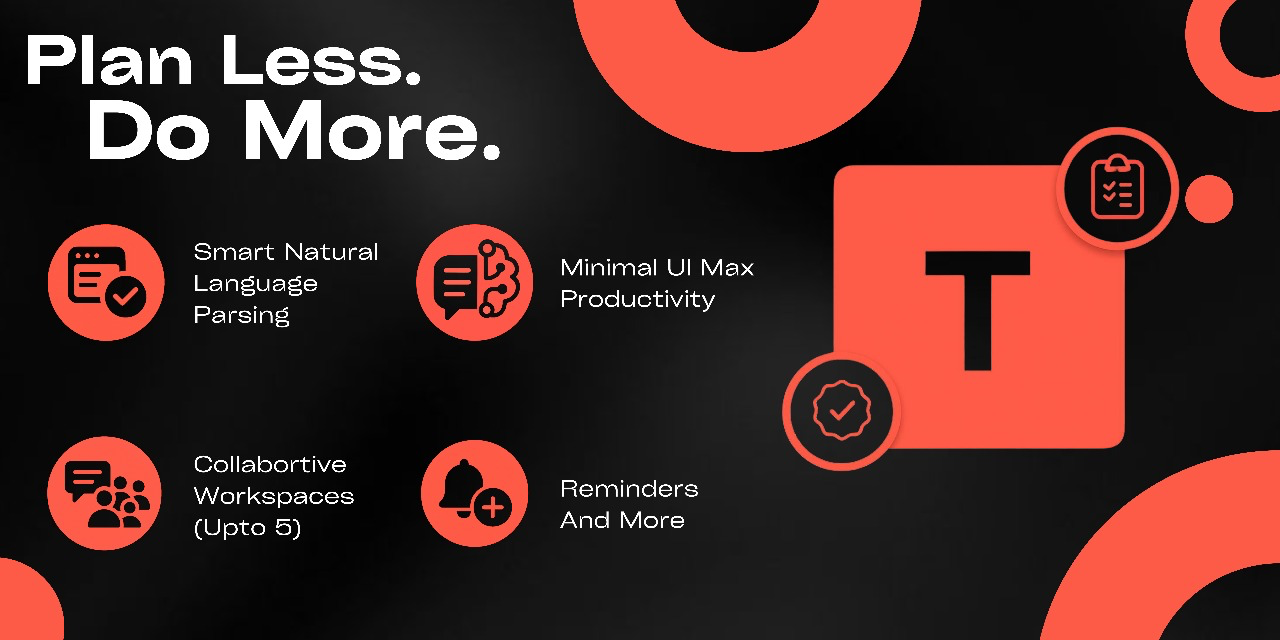 Plan Less.
Do More.
Smart Natural
Language
Parsing
Minimal UI Max
Productivity
Collabortive
Workspaces
(Upto 5)
Reminders
And More
T